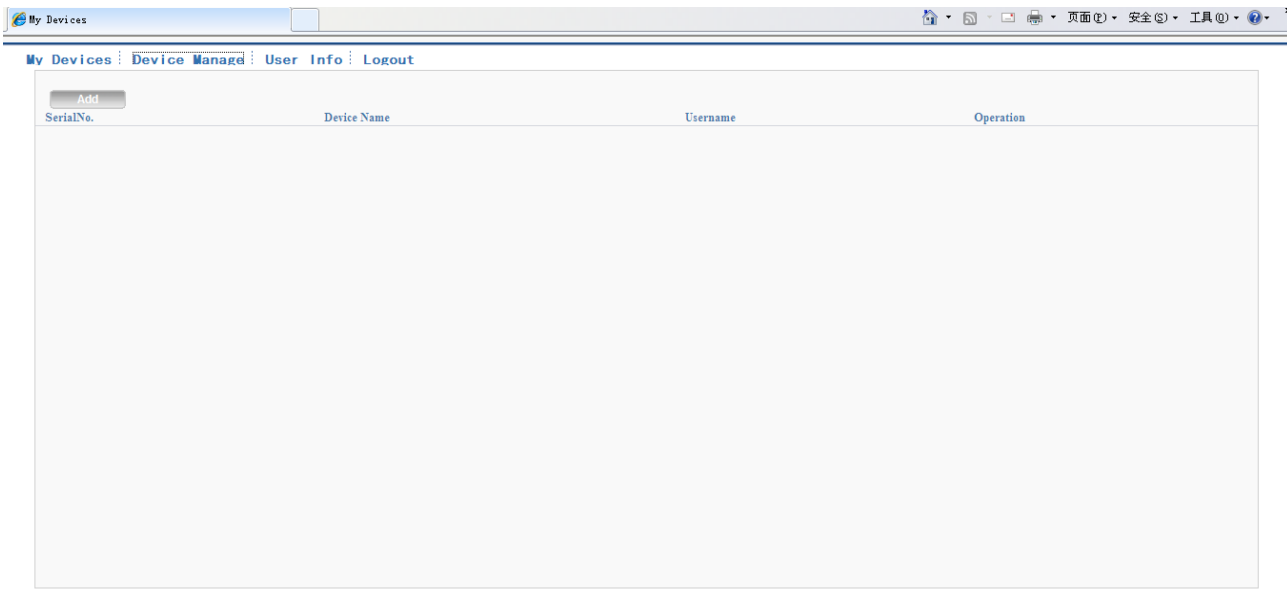 My Devices
页面(P) 安全(S) 工具(O)
My Devices Device Manage User Info Logout
Add
SerialNo. Device Name Username Operation